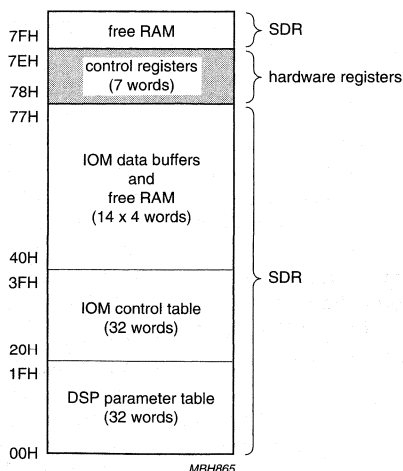 7FH
free RAM
SDR
7EH
control registers
(7 words)
hardware registers
78H
77H
IOM data buffers
and
free RAM
(14 x 4 words)
40H
SDR
3FH
IOM control table
(32 words)
20H
1FH
DSP parameter table
(32 words)
00H
MBH865